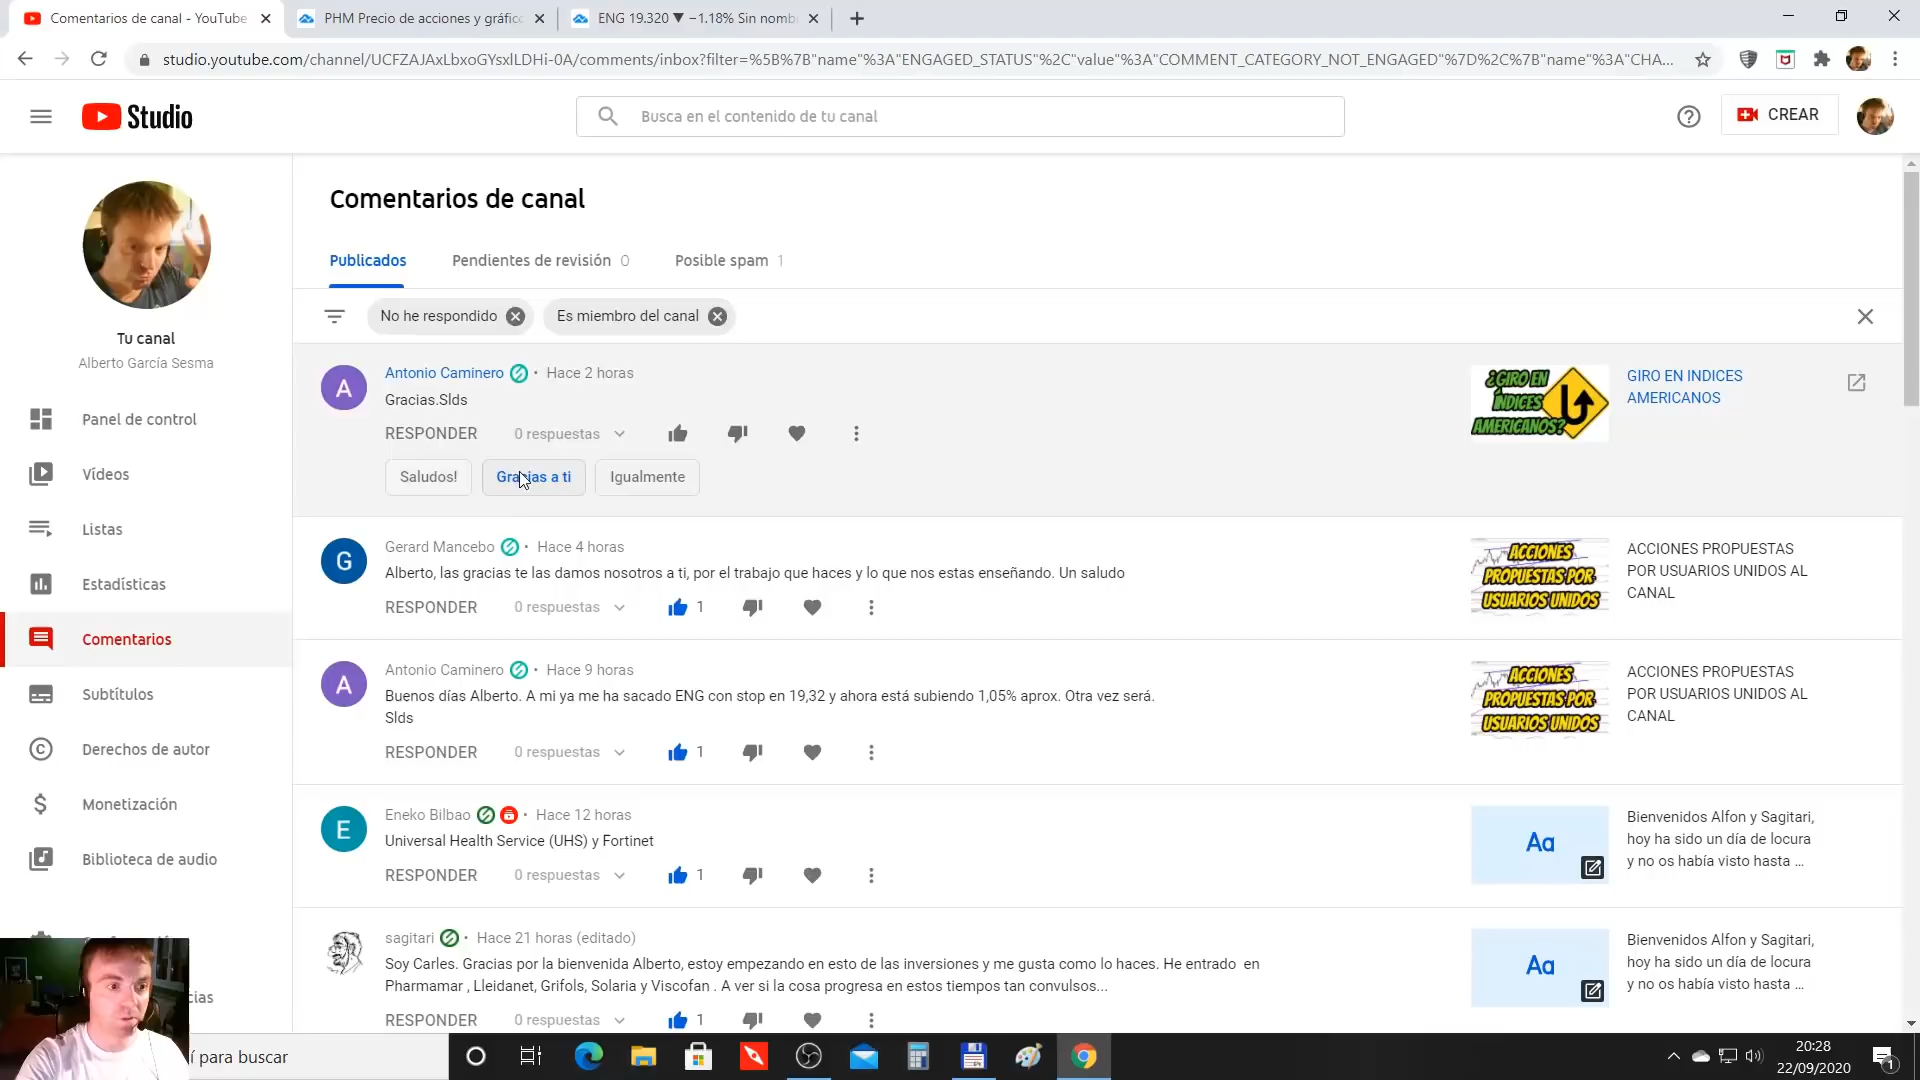 Comentarios de canal - YouTube
PHM Precio de acciones y gráfic
ENG 19.320 ▼ −1.18% Sin nomb
studio.youtube.com/channel/UCFZAJAxLbxoGYsxlLDHi-0A/comments/inbox?filter=%5B%7B"name"%3A"ENGAGED_STATUS"%2C"value"%3A"COMMENT_CATEGORY_NOT_ENGAGED"%7D%2C%7B"name"%3A"CHA...
Studio
Busca en el contenido de tu canal
CREAR
Tu canal
Alberto García Sesma
Panel de control
Vídeos
Listas
Estadísticas
Comentarios
Subtítulos
Derechos de autor
Monetización
Biblioteca de audio
Comentarios de canal
Publicados
Pendientes de revisión 0
Posible spam 1
No he respondido
Es miembro del canal
A
Antonio Caminero • Hace 2 horas
Gracias.Slds
RESPONDER 0 respuestas
Saludos! Gracias a ti Igualmente
¿GIRO EN
ÍNDICES
AMERICANOS?
GIRO EN INDICES
AMERICANOS
G
Gerard Mancebo • Hace 4 horas
Alberto, las gracias te las damos nosotros a ti, por el trabajo que haces y lo que nos estas enseñando. Un saludo
RESPONDER 0 respuestas 1
ACCIONES
PROPUESTAS POR
USUARIOS UNIDOS
ACCIONES PROPUESTAS
POR USUARIOS UNIDOS AL
CANAL
A
Antonio Caminero • Hace 9 horas
Buenos días Alberto. A mi ya me ha sacado ENG con stop en 19,32 y ahora está subiendo 1,05% aprox. Otra vez será.
Slds
RESPONDER 0 respuestas 1
ACCIONES
PROPUESTAS POR
USUARIOS UNIDOS
ACCIONES PROPUESTAS
POR USUARIOS UNIDOS AL
CANAL
E
Eneko Bilbao • Hace 12 horas
Universal Health Service (UHS) y Fortinet
RESPONDER 0 respuestas 1
Aa
Bienvenidos Alfon y Sagitari,
hoy ha sido un día de locura
y no os había visto hasta ...
sagitari • Hace 21 horas (editado)
Soy Carles. Gracias por la bienvenida Alberto, estoy empezando en esto de las inversiones y me gusta como lo haces. He entrado en
Pharmamar , Lleidanet, Grifols, Solaria y Viscofan . A ver si la cosa progresa en estos tiempos tan convulsos...
RESPONDER 0 respuestas 1
Aa
Bienvenidos Alfon y Sagitari,
hoy ha sido un día de locura
y no os había visto hasta ...
cias
í para buscar
20:28
22/09/2020
1